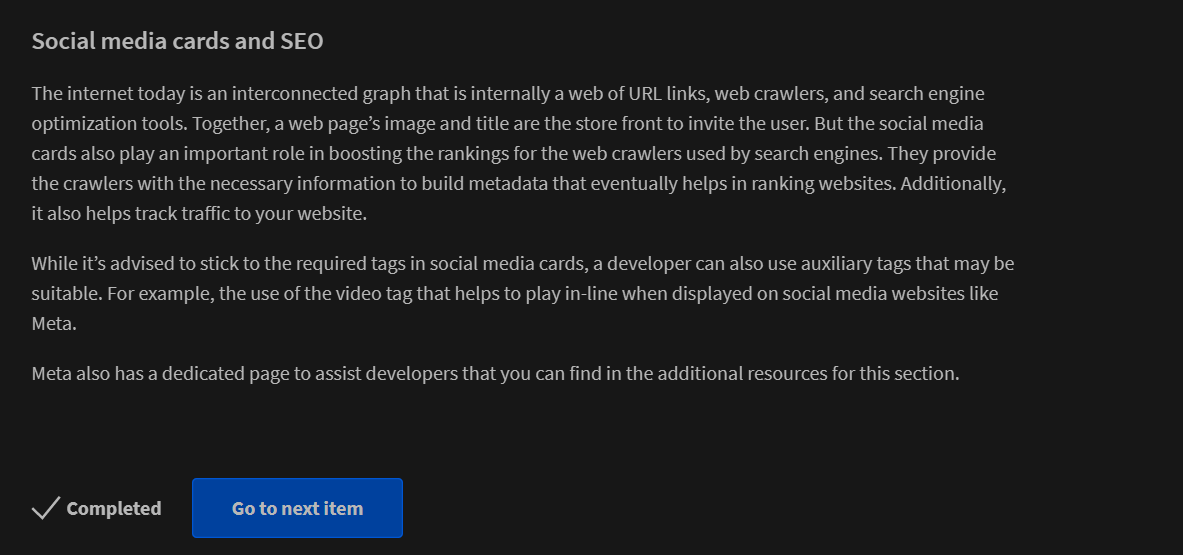 Social media cards and SEO
The internet today is an interconnected graph that is internally a web of URL links, web crawlers, and search engine
optimization tools. Together, a web page’s image and title are the store front to invite the user. But the social media
cards also play an important role in boosting the rankings for the web crawlers used by search engines. They provide
the crawlers with the necessary information to build metadata that eventually helps in ranking websites. Additionally,
it also helps track traffic to your website.
While it’s advised to stick to the required tags in social media cards, a developer can also use auxiliary tags that may be
suitable. For example, the use of the video tag that helps to play in-line when displayed on social media websites like
Meta.
Meta also has a dedicated page to assist developers that you can find in the additional resources for this section.
Completed
Go to next item